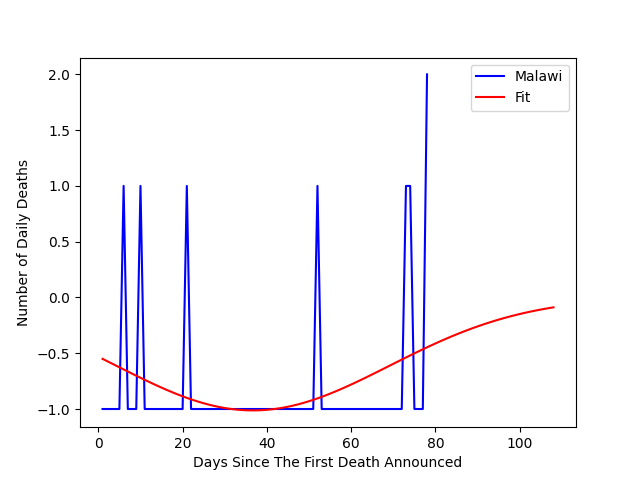 Malawi
Fit
2.0
1.5
1.0
0.5
0.0
−0.5
−1.0
Number of Daily Deaths
0 20 40 60 80 100
Days Since The First Death Announced